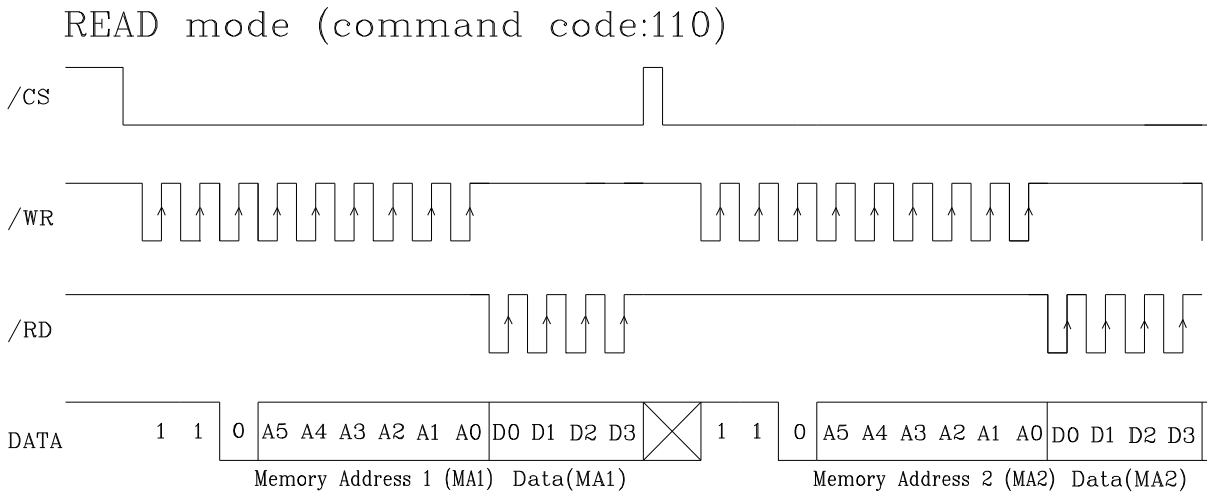 READ mode (command code:110)
/CS
/WR
/RD
DATA 1 1 0 A5 A4 A3 A2 A1 A0 D0 D1 D2 D3 1 1 0 A5 A4 A3 A2 A1 A0 D0 D1 D2 D3
Memory Address 1 (MA1) Data(MA1) Memory Address 2 (MA2) Data(MA2)